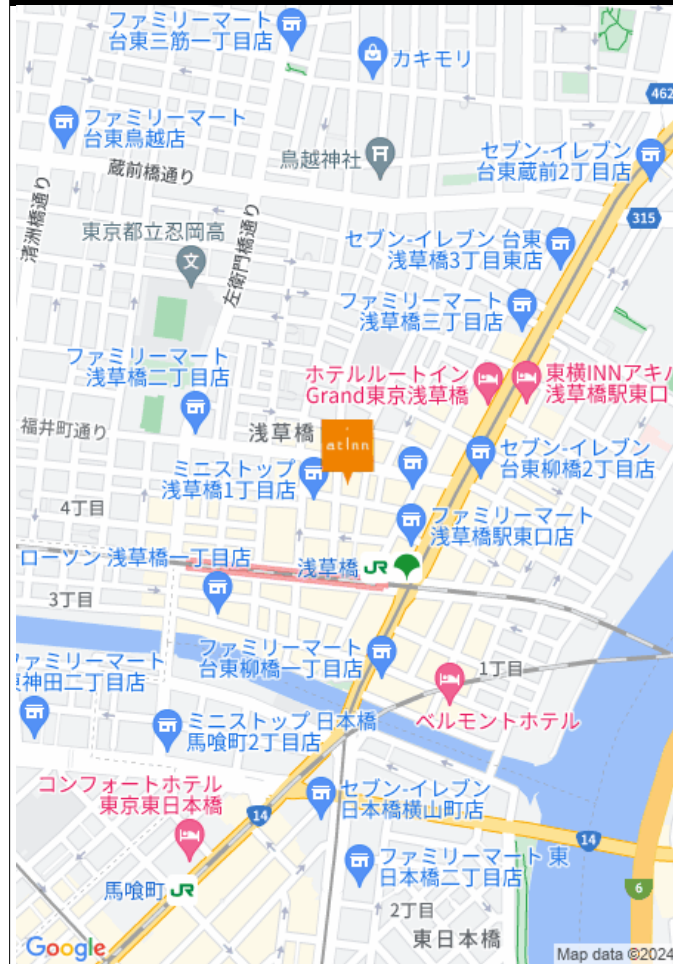 ファミリーマート
台東三筋一丁目店
カキモリ
462
ファミリーマート
台東鳥越店
鳥越神社
セブン-イレブン
台東蔵前2丁目店
蔵前橋通り
清洲橋通り
315
東京都立忍岡高
左衛門橋通り
セブン-イレブン 台東
浅草橋3丁目東店
ファミリーマート
浅草橋三丁目店
ファミリーマート
浅草橋二丁目店
ホテルルートイン
Grand東京浅草橋
東横INNアキハ
浅草橋駅東口
福井町通り
浅草橋
at inn
セブン-イレブン
台東柳橋2丁目店
ミニストップ
浅草橋1丁目店
4丁目
ファミリーマート
浅草橋駅東口店
ローソン 浅草橋一丁目店
浅草橋 JR
3丁目
ファミリーマート
台東柳橋一丁目店
1丁目
ファミリーマート
東神田二丁目店
ベルモントホテル
ミニストップ 日本橋
馬喰町2丁目店
コンフォートホテル
東京東日本橋
セブン-イレブン
日本橋横山町店
14
14
ファミリーマート 東
日本橋二丁目店
馬喰町 JR
6
2丁目
東日本橋
Google
Map data ©2024